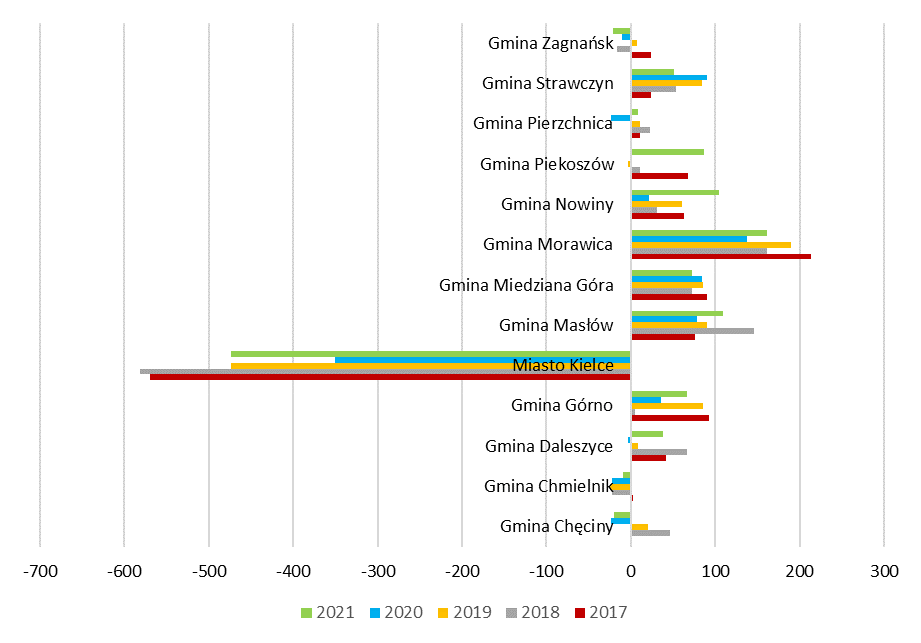 Gmina Zagnańsk
Gmina Strawczyn
Gmina Pierzchnica
Gmina Piekoszów
Gmina Nowiny
Gmina Morawica
Gmina Miedziana Góra
Gmina Masłów
Miasto Kielce
Gmina Górno
Gmina Daleszyce
Gmina Chmielnik
Gmina Chęciny
-700 -600 -500 -400 -300 -200 -100 0 100 200 300
2021 2020 2019 2018 2017